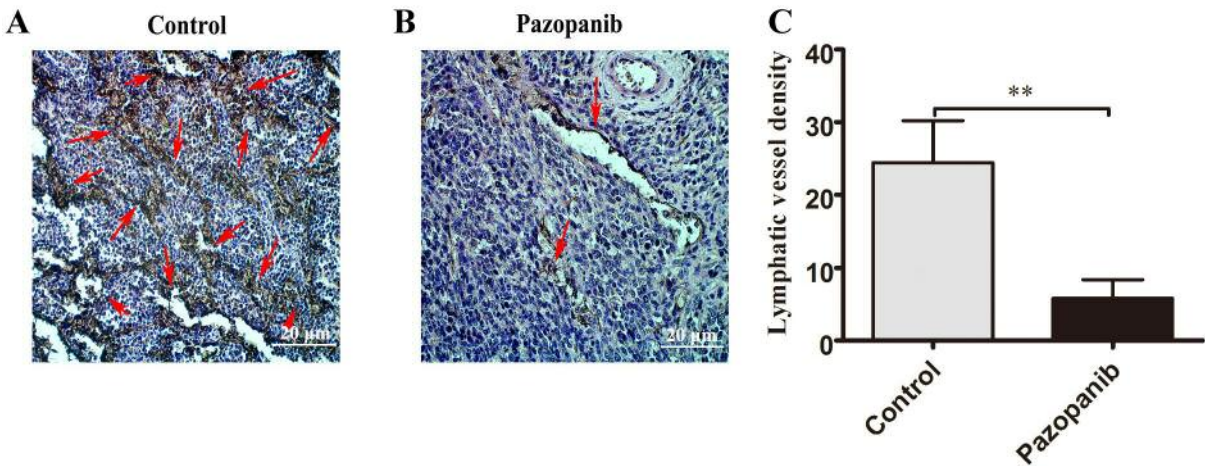 A
Control
20 μm
B
Pazopanib
20 μm
C
Lymphatic vessel density
40
30
20
10
0
**
Control
Pazopanib